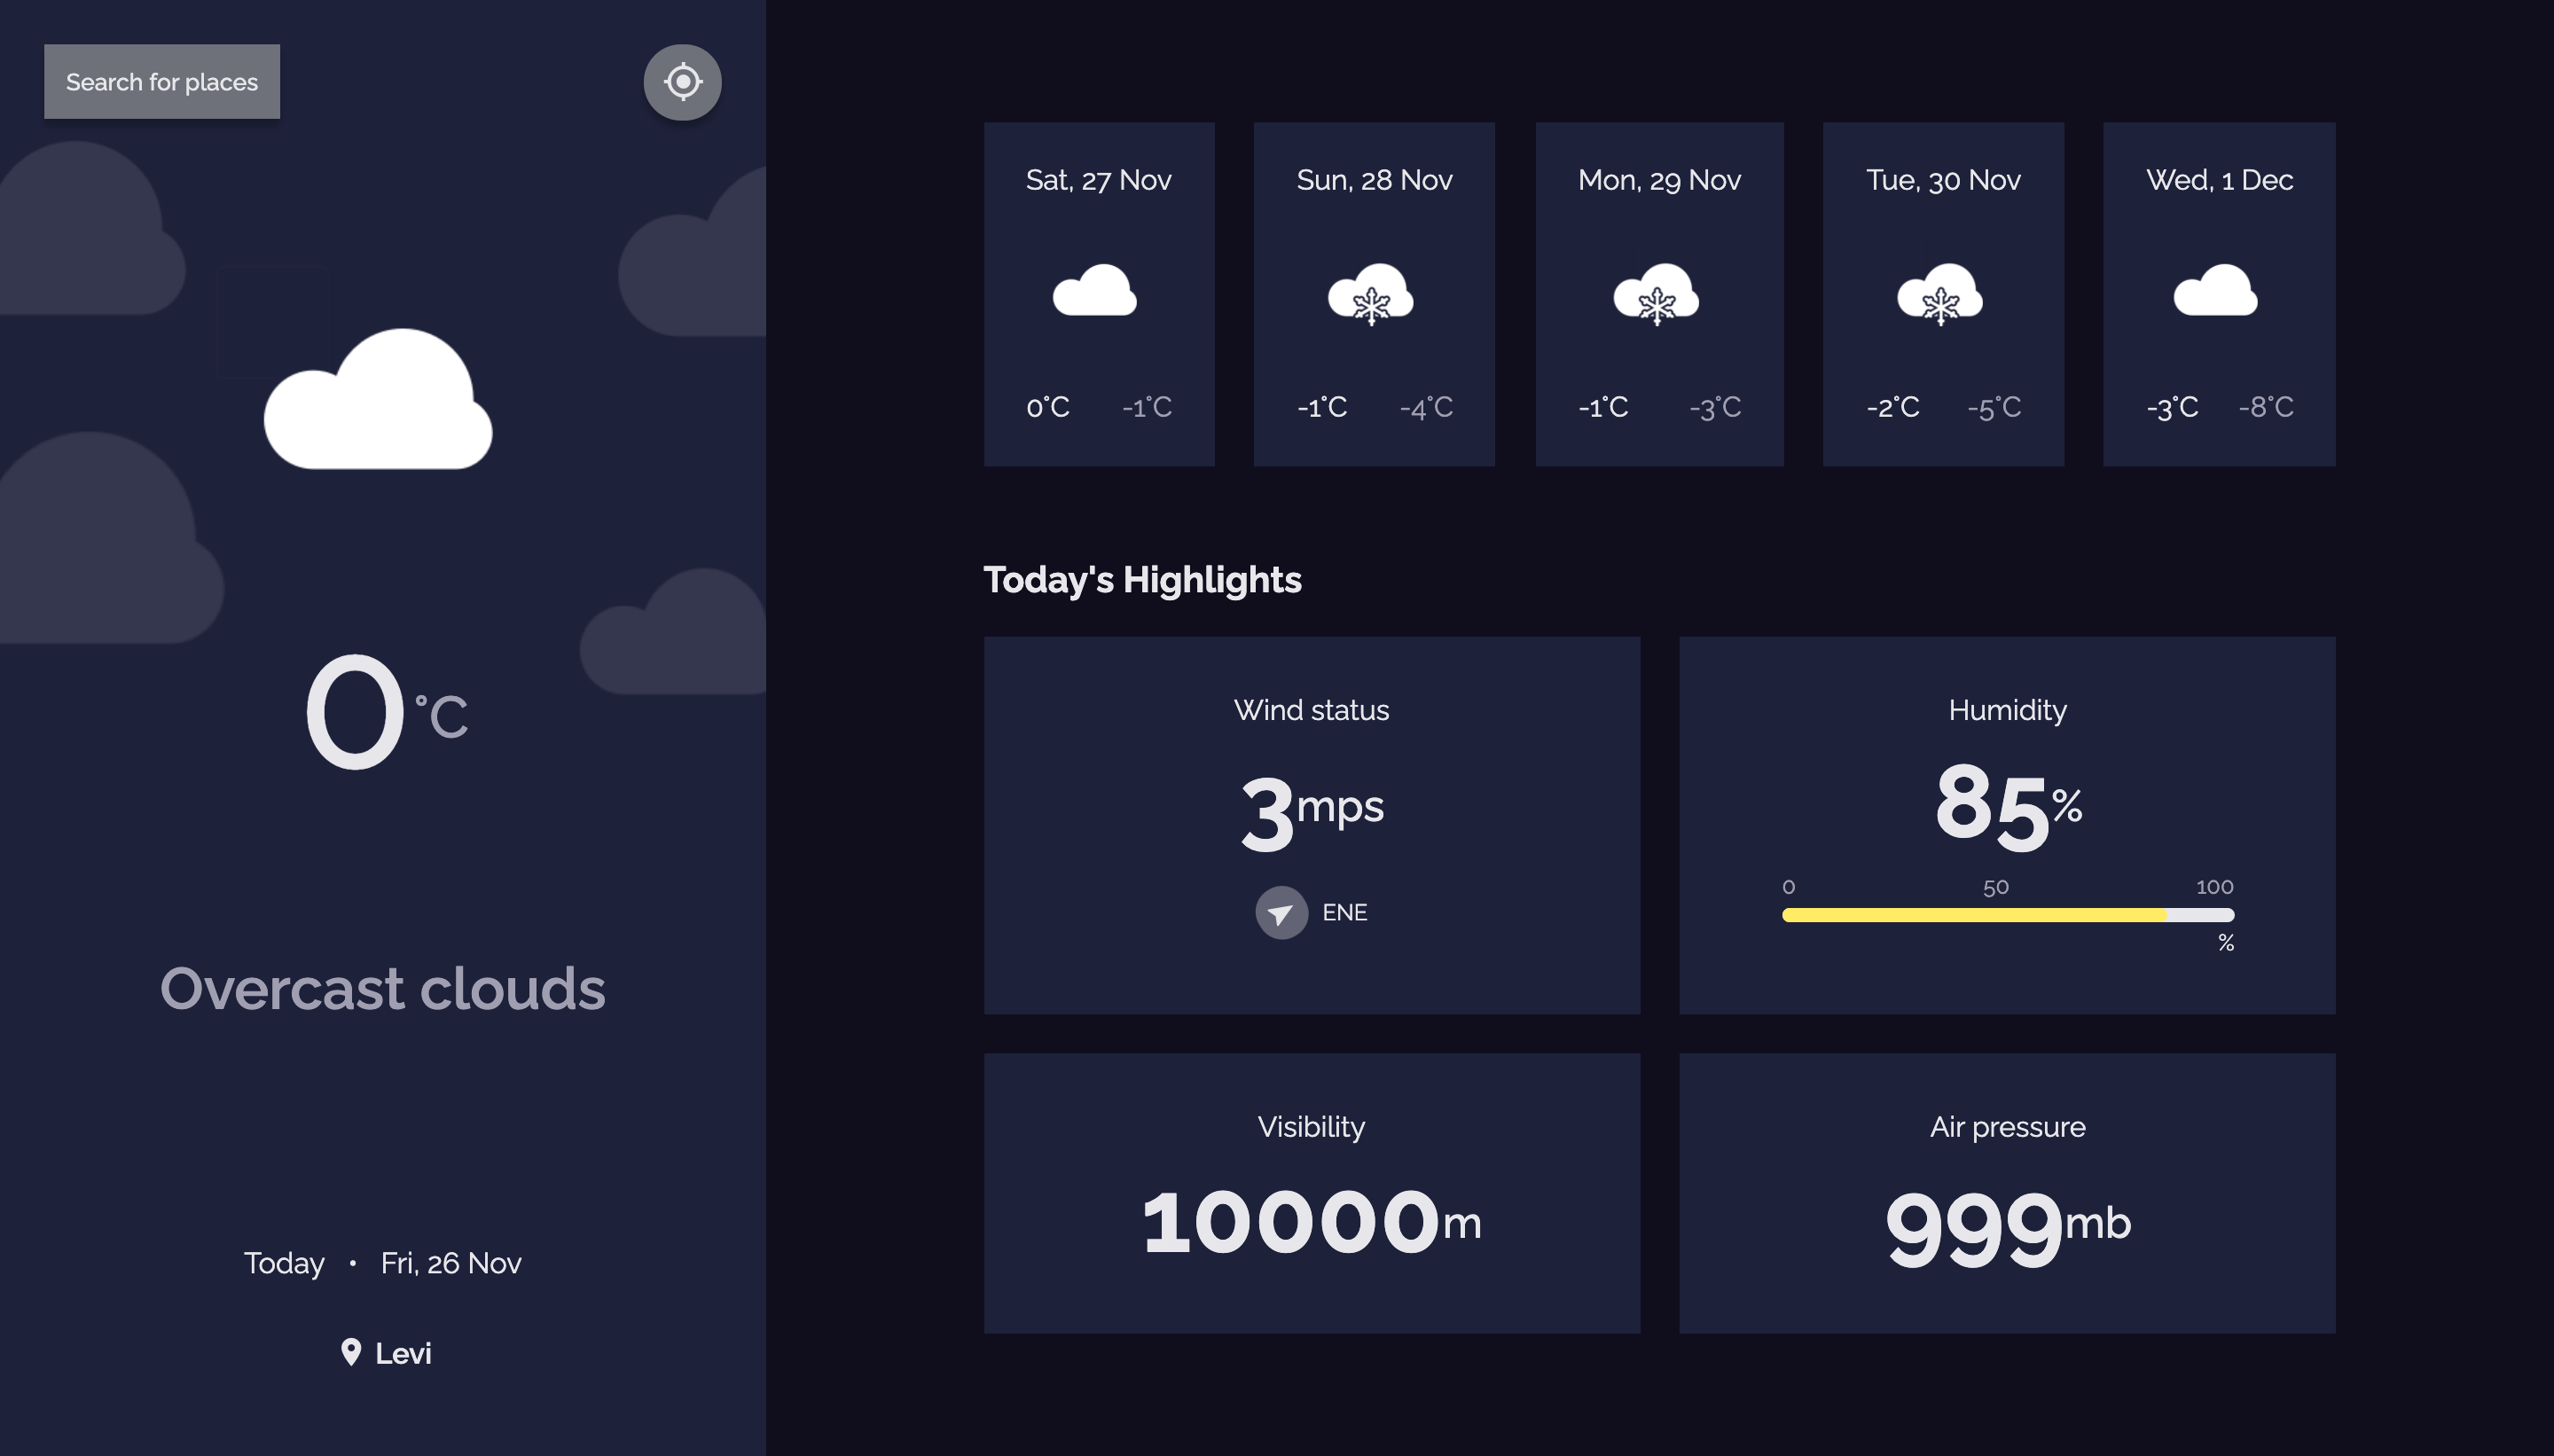 Search for places
0°C
Overcast clouds
Today • Fri, 26 Nov
Levi
Sat, 27 Nov
0°C -1°C
Sun, 28 Nov
-1°C -4°C
Mon, 29 Nov
-1°C -3°C
Tue, 30 Nov
-2°C -5°C
Wed, 1 Dec
-3°C -8°C
Today's Highlights
Wind status
3mps
ENE
Humidity
85%
0 50 100
%
Visibility
10000m
Air pressure
999mb